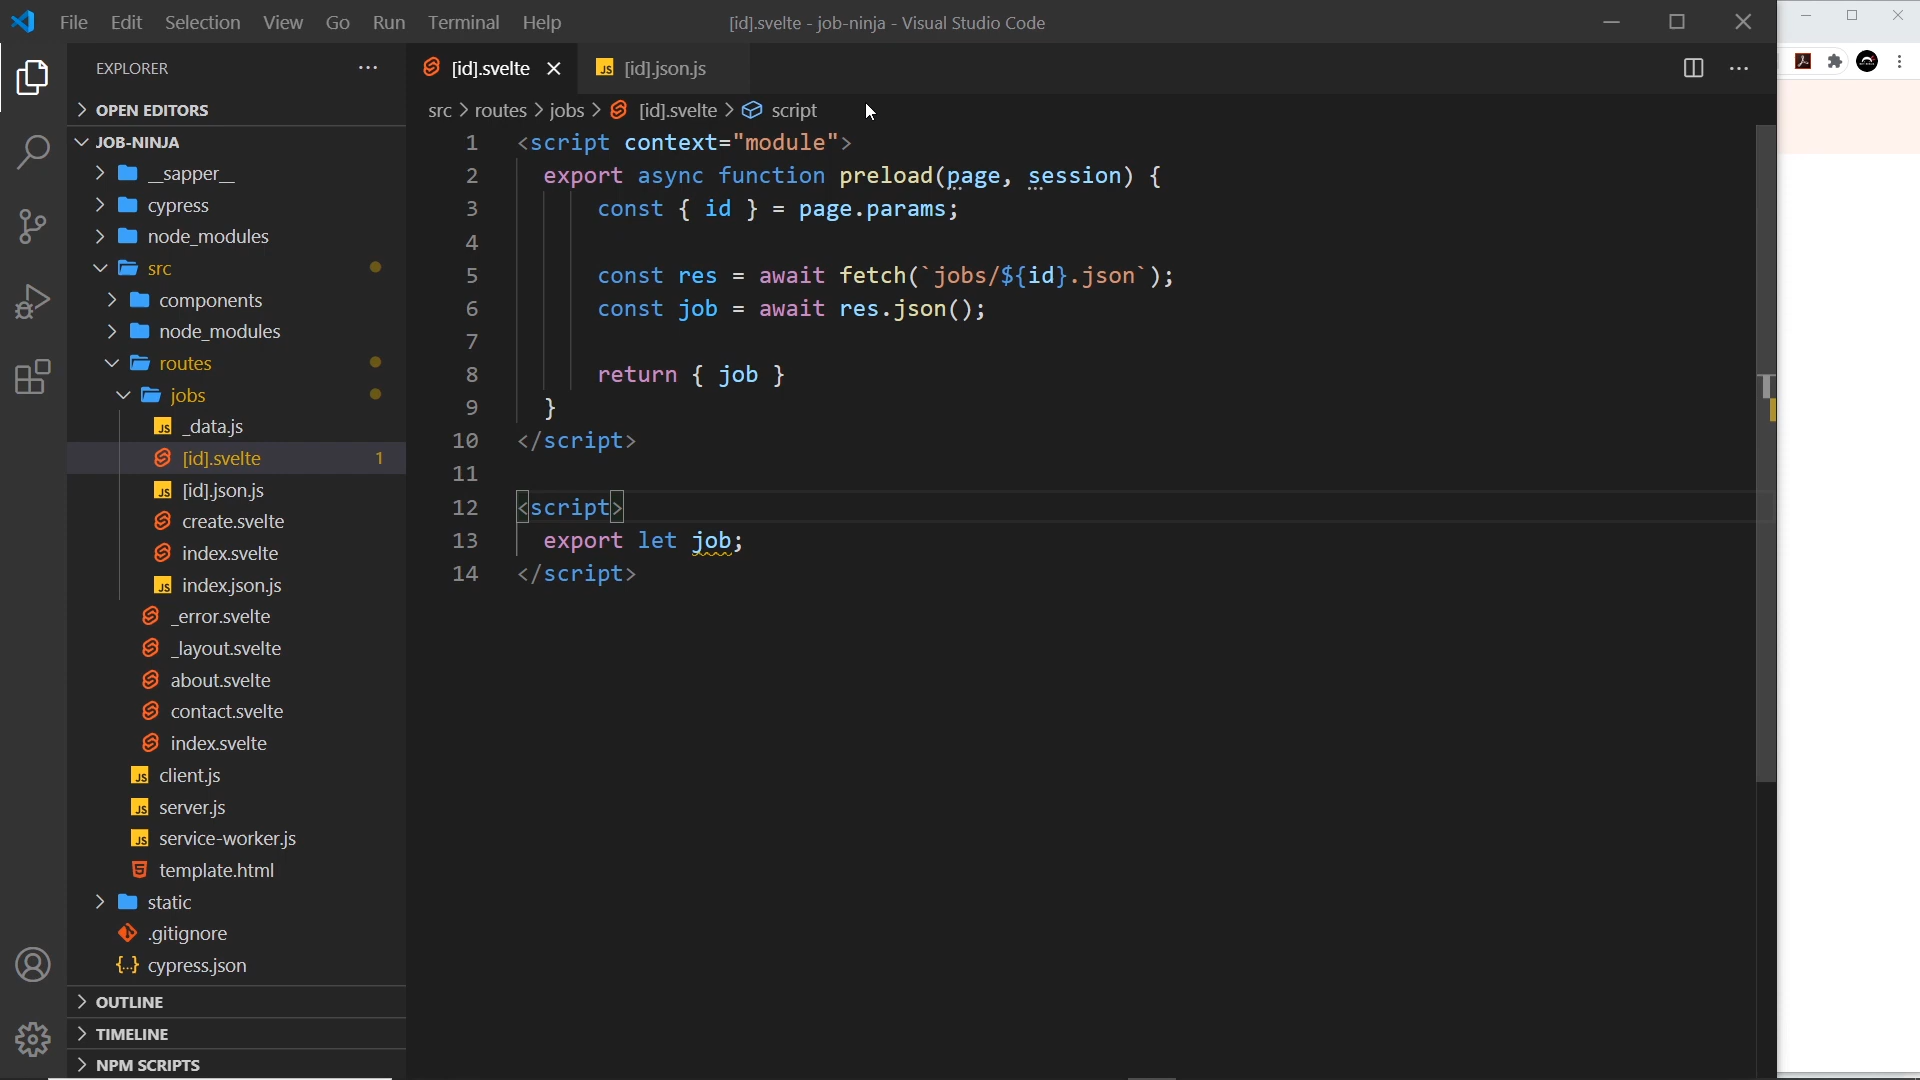 File Edit Selection View Go Run Terminal Help
[id].svelte - job-ninja - Visual Studio Code
EXPLORER
OPEN EDITORS
JOB-NINJA
__sapper__
cypress
node_modules
src
components
node_modules
routes
jobs
_data.js
[id].svelte 1
[id].json.js
create.svelte
index.svelte
index.json.js
_error.svelte
_layout.svelte
about.svelte
contact.svelte
index.svelte
client.js
server.js
service-worker.js
template.html
static
.gitignore
cypress.json
OUTLINE
TIMELINE
NPM SCRIPTS
[id].svelte
JS [id].json.js
src > routes > jobs > [id].svelte > script
1 <script context="module">
2 export async function preload(page, session) {
3 const { id } = page.params;
4
5 const res = await fetch(`jobs/${id}.json`);
6 const job = await res.json();
7
8 return { job }
9 }
10 </script>
11
12 <script>
13 export let job;
14 </script>